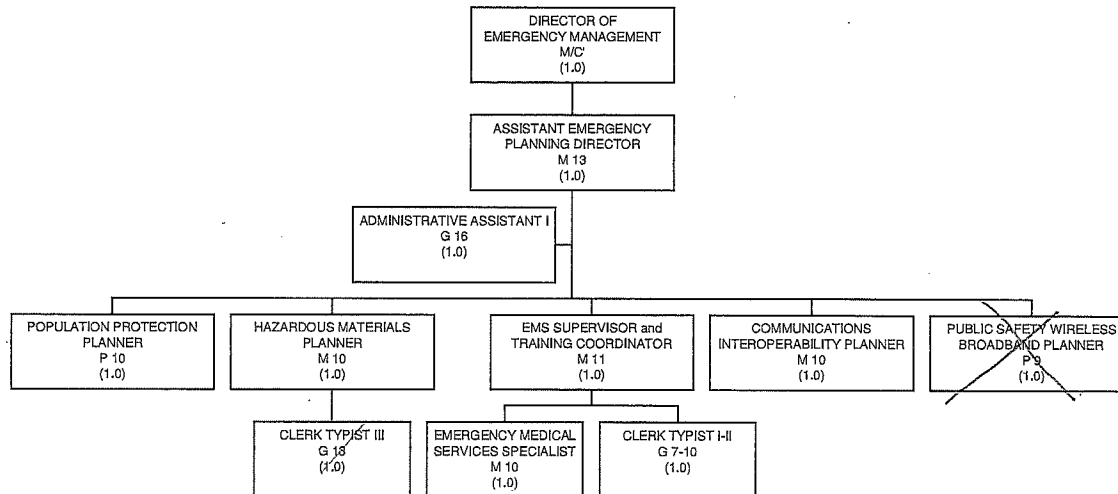 DIRECTOR OF
EMERGENCY MANAGEMENT
M/C'
(1.0)
ASSISTANT EMERGENCY
PLANNING DIRECTOR
M 13
(1.0)
ADMINISTRATIVE ASSISTANT I
G 16
(1.0)
POPULATION PROTECTION
PLANNER
P 10
(1.0)
HAZARDOUS MATERIALS
PLANNER
M 10
(1.0)
EMS SUPERVISOR and
TRAINING COORDINATOR
M 11
(1.0)
COMMUNICATIONS
INTEROPERABILITY PLANNER
M 10
(1.0)
PUBLIC SAFETY WIRELESS
BROADBAND PLANNER
P 9
(1.0)
CLERK TYPIST III
G 13
(1.0)
EMERGENCY MEDICAL
SERVICES SPECIALIST
M 10
(1.0)
CLERK TYPIST I-II
G 7-10
(1.0)